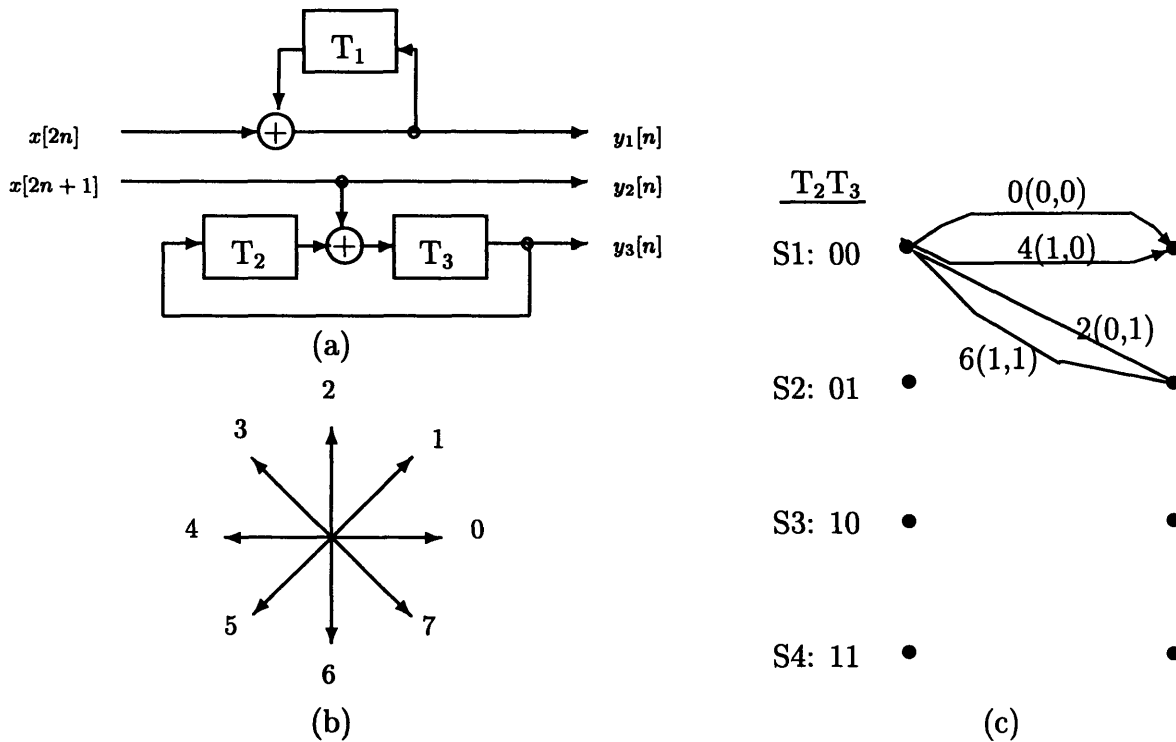 T₁
x[2n] y₁[n]
x[2n + 1] y₂[n]
T₂ T₃ y₃[n]
(a)
2
3 1
4 0
5 7
6
(b)
T₂T₃
0(0,0)
S1: 00 4(1,0)
2(0,1)
6(1,1)
S2: 01
S3: 10
S4: 11
(c)